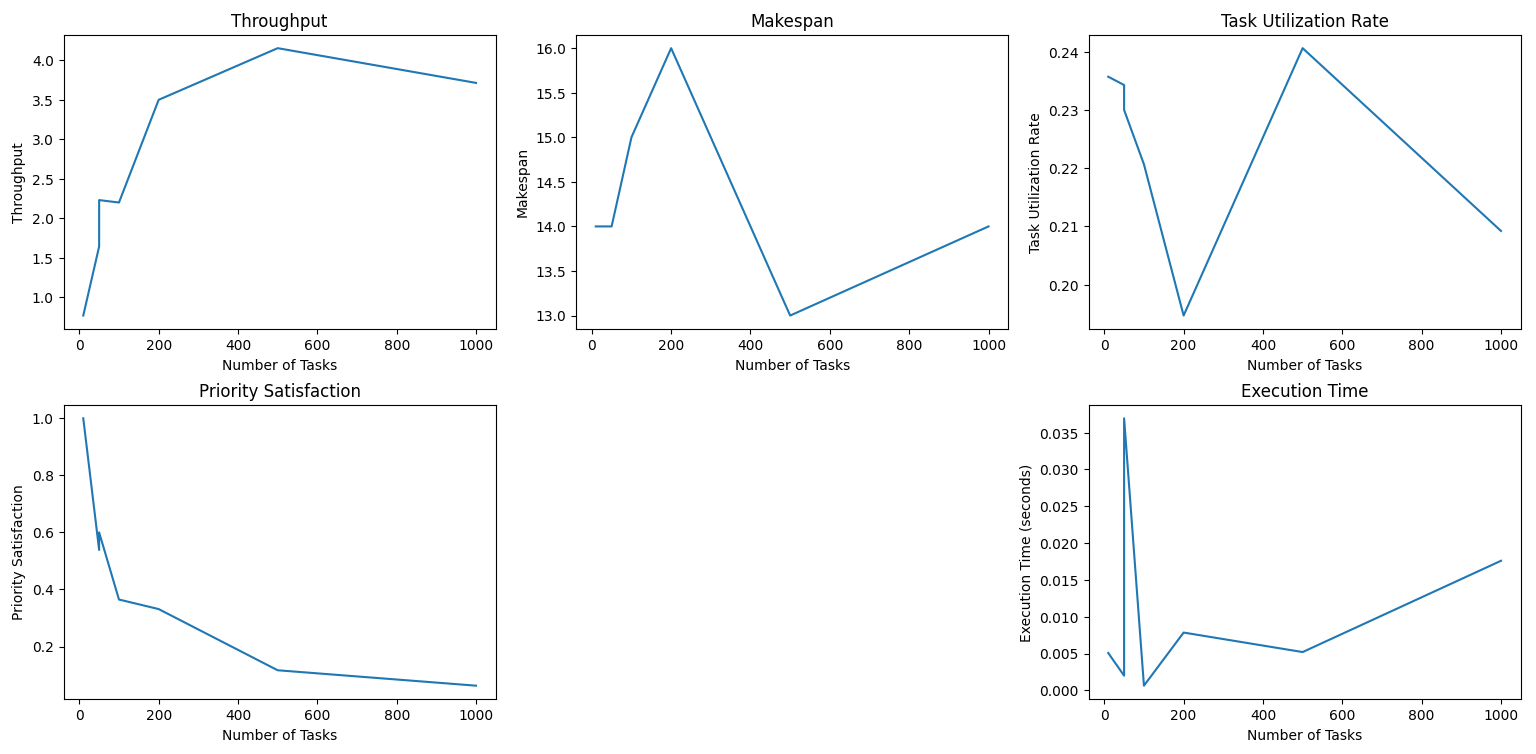 Throughput
Throughput
4.0
3.5
3.0
2.5
2.0
1.5
1.0
0 200 400 600 800 1000
Number of Tasks
Makespan
Makespan
16.0
15.5
15.0
14.5
14.0
13.5
13.0
0 200 400 600 800 1000
Number of Tasks
Task Utilization Rate
Task Utilization Rate
0.24
0.23
0.22
0.21
0.20
0 200 400 600 800 1000
Number of Tasks
Priority Satisfaction
Priority Satisfaction
1.0
0.8
0.6
0.4
0.2
0 200 400 600 800 1000
Number of Tasks
Execution Time
Execution Time (seconds)
0.035
0.030
0.025
0.020
0.015
0.010
0.005
0.000
0 200 400 600 800 1000
Number of Tasks